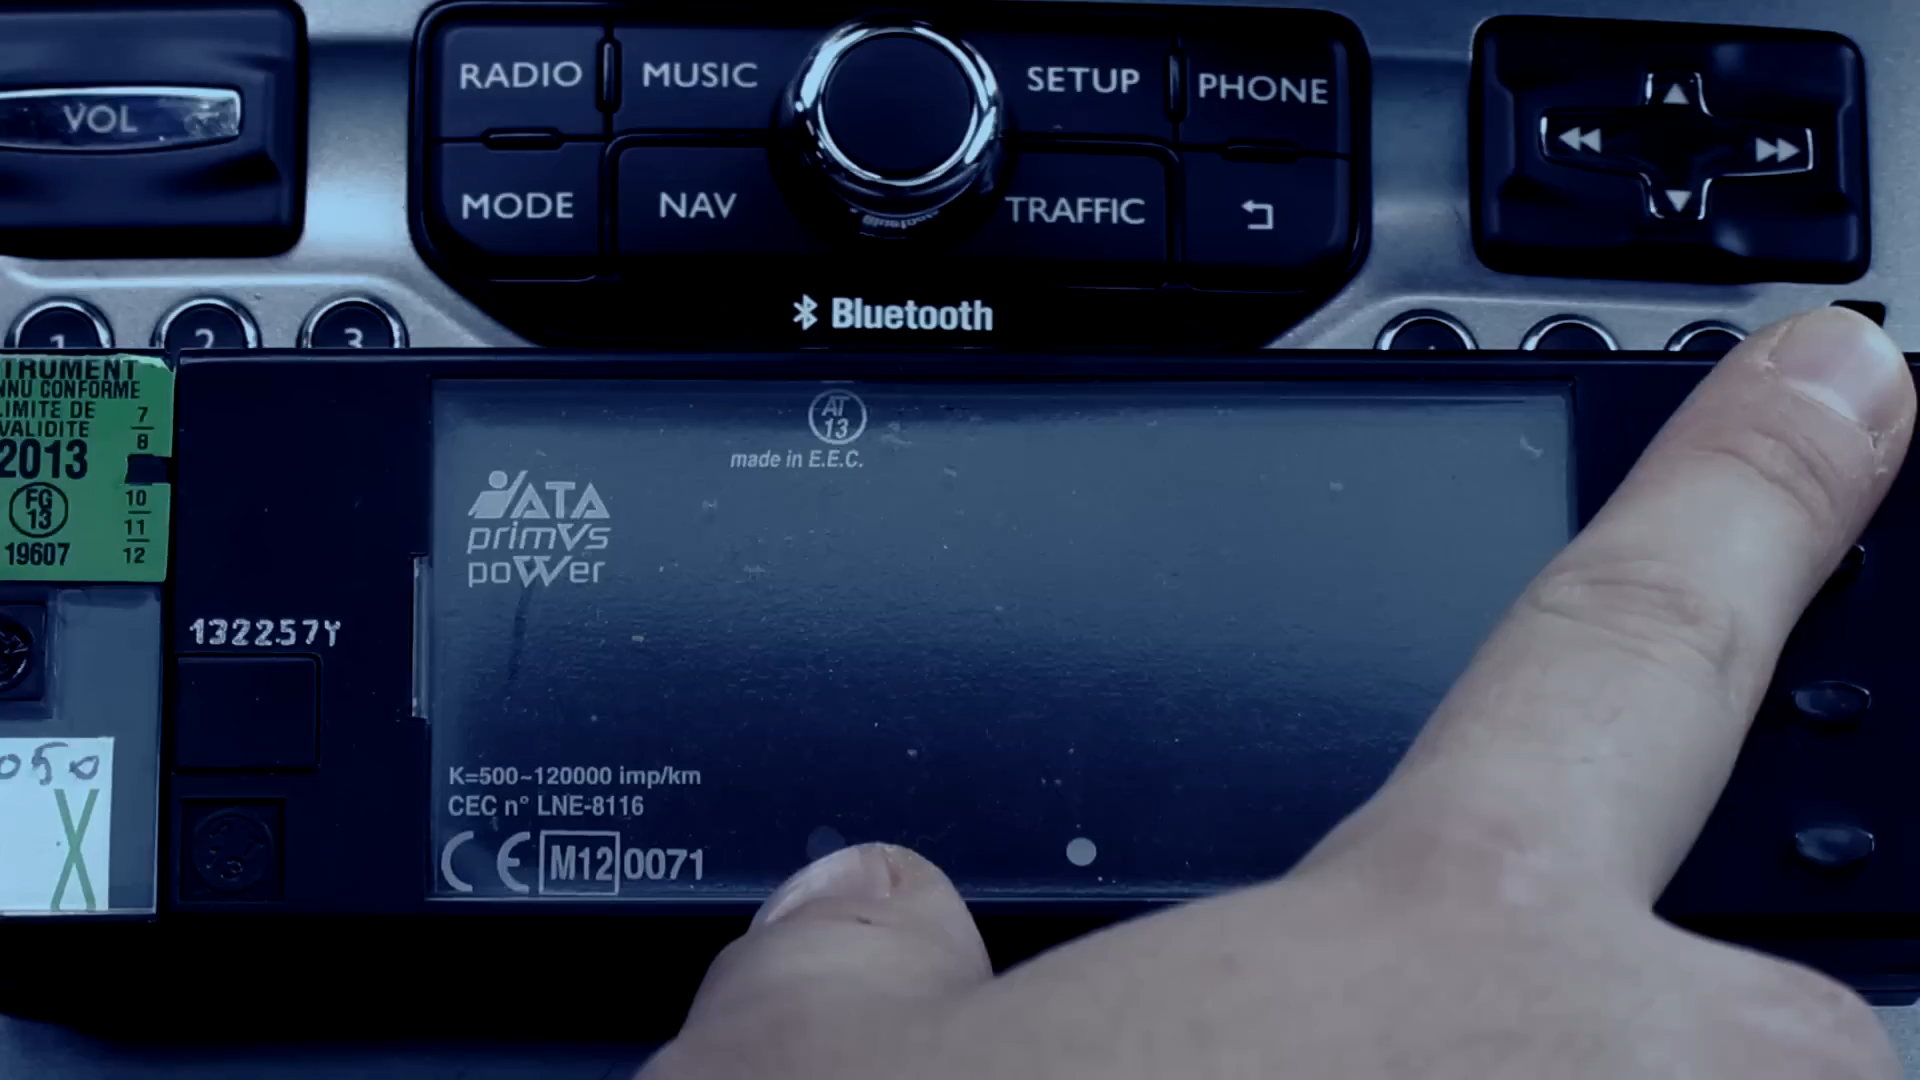 VOL
RADIO
MUSIC
SETUP
PHONE
MODE
NAV
TRAFFIC
Bluetooth
1
2
3
TRUMENT
NNU CONFORME
LIMITE DE
VALIDITE
2013
7
8
FG
13
10
11
12
19607
AT
13
made in E.E.C.
ATA
primVs
poWer
132257Y
050
X
K=500~120000 imp/km
CEC n° LNE-8116
CE M12 0071